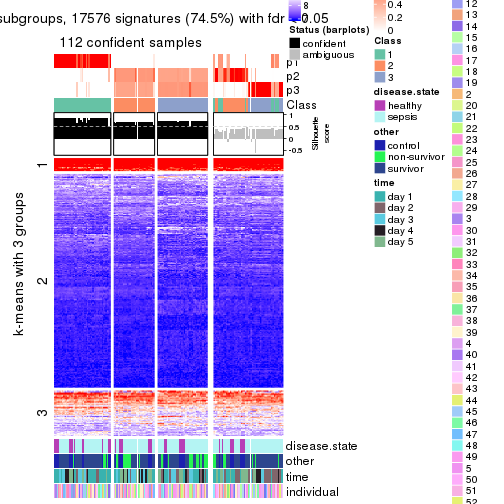 subgroups, 17576 signatures (74.5%) with fdr < 0.05
112 confident samples
p1
p2
p3
Class
1
0.5
0
-0.5
Silhouette
score
k-means with 3 groups
1
2
3
disease.state
other
time
individual
8
0
Status (barplots)
confident
ambiguous
0.4
0.2
0
Class
1
2
3
disease.state
healthy
sepsis
other
control
non-survivor
survivor
time
day 1
day 2
day 3
day 4
day 5
12
13
14
15
16
17
18
19
2
20
21
22
23
24
25
26
27
28
29
3
30
31
32
33
34
35
36
37
38
39
4
40
41
42
43
44
45
46
47
48
49
5
50
51
52